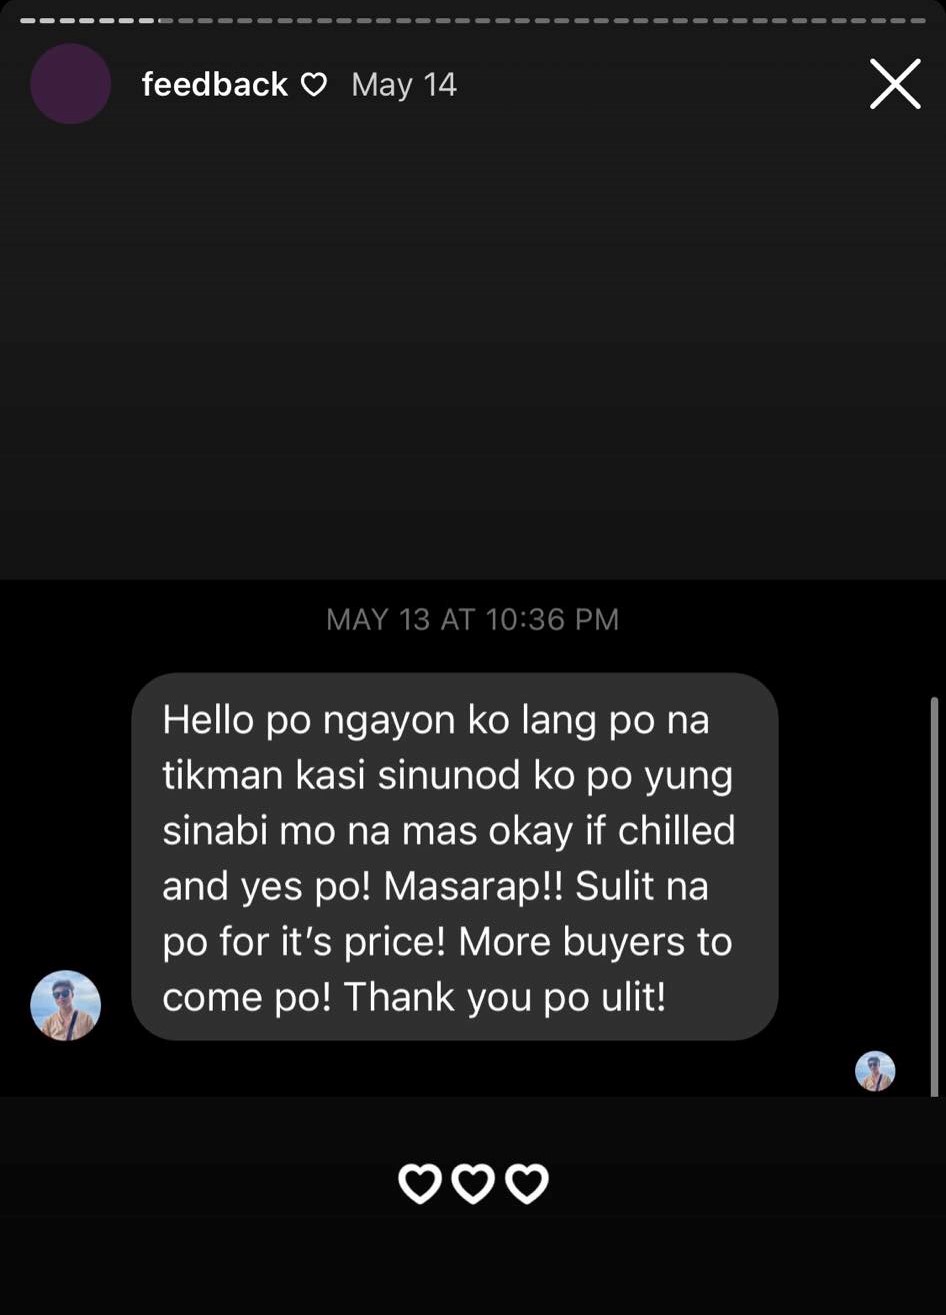 feedback ♡ May 14
MAY 13 AT 10:36 PM
Hello po ngayon ko lang po na
tikman kasi sinunod ko po yung
sinabi mo na mas okay if chilled
and yes po! Masarap!! Sulit na
po for it’s price! More buyers to
come po! Thank you po ulit!
♡♡♡